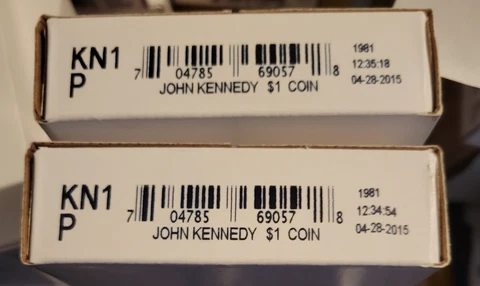 KN1
P
7 04785 69057 8
JOHN KENNEDY $1 COIN
1981
12:35:18
04-28-2015
KN1
P
7 04785 69057 8
JOHN KENNEDY $1 COIN
1981
12:34:54
04-28-2015